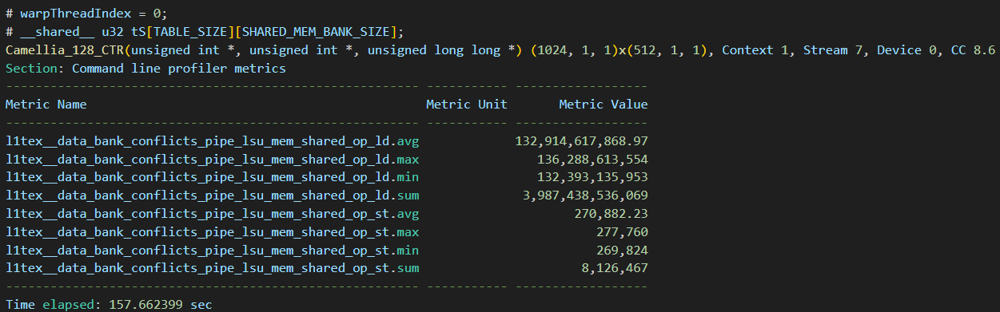 # warpThreadIndex = 0;
# __shared__ u32 tS[TABLE_SIZE][SHARED_MEM_BANK_SIZE];
Camellia_128_CTR(unsigned int *, unsigned int *, unsigned long long *) (1024, 1, 1)x(512, 1, 1), Context 1, Stream 7, Device 0, CC 8.6
Section: Command line profiler metrics
-------------------------------------------------------- ----------- ------------------
Metric Name Metric Unit Metric Value
-------------------------------------------------------- ----------- ------------------
l1tex__data_bank_conflicts_pipe_lsu_mem_shared_op_ld.avg 132,914,617,868.97
l1tex__data_bank_conflicts_pipe_lsu_mem_shared_op_ld.max 136,288,613,554
l1tex__data_bank_conflicts_pipe_lsu_mem_shared_op_ld.min 132,393,135,953
l1tex__data_bank_conflicts_pipe_lsu_mem_shared_op_ld.sum 3,987,438,536,069
l1tex__data_bank_conflicts_pipe_lsu_mem_shared_op_st.avg 270,882.23
l1tex__data_bank_conflicts_pipe_lsu_mem_shared_op_st.max 277,760
l1tex__data_bank_conflicts_pipe_lsu_mem_shared_op_st.min 269,824
l1tex__data_bank_conflicts_pipe_lsu_mem_shared_op_st.sum 8,126,467
-------------------------------------------------------- ----------- ------------------
Time elapsed: 157.662399 sec